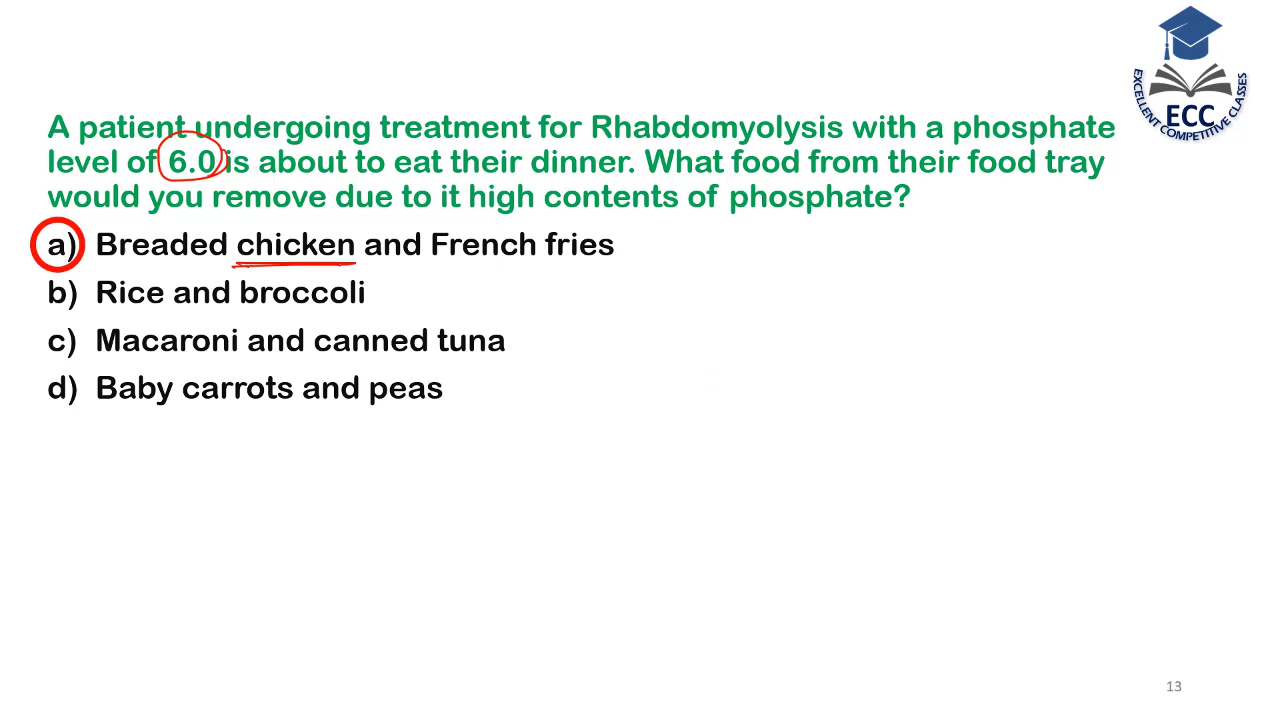 EXCELLENT COMPETITIVE CLASSES
ECC
A patient undergoing treatment for Rhabdomyolysis with a phosphate
level of 6.0 is about to eat their dinner. What food from their food tray
would you remove due to it high contents of phosphate?
a) Breaded chicken and French fries
b) Rice and broccoli
c) Macaroni and canned tuna
d) Baby carrots and peas
13